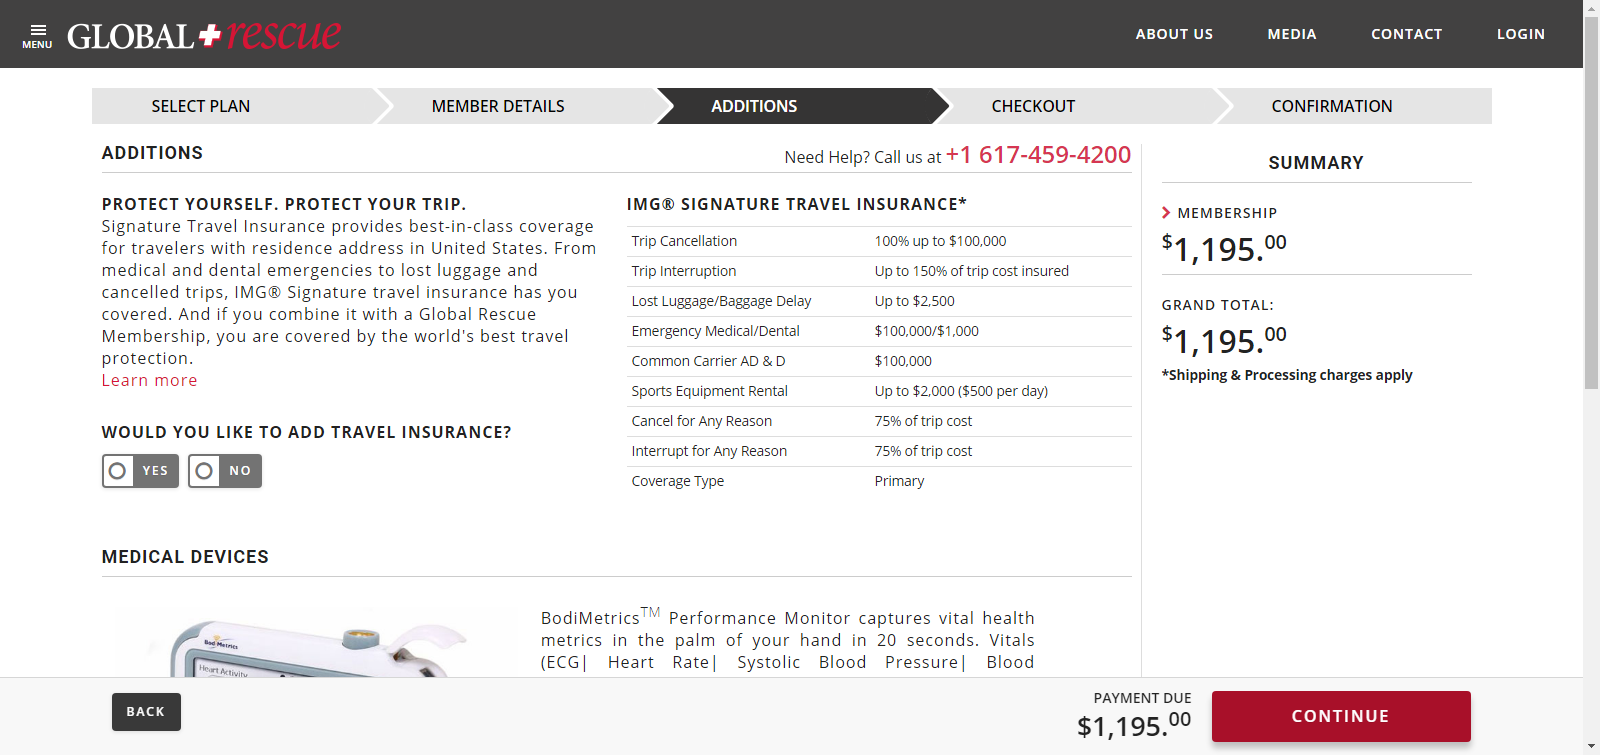 MENU
GLOBAL rescue
ABOUT US
MEDIA
CONTACT
LOGIN
SELECT PLAN
MEMBER DETAILS
ADDITIONS
CHECKOUT
CONFIRMATION
ADDITIONS
Need Help? Call us at +1 617-459-4200
PROTECT YOURSELF. PROTECT YOUR TRIP.
Signature Travel Insurance provides best-in-class coverage
for travelers with residence address in United States. From
medical and dental emergencies to lost luggage and
cancelled trips, IMG® Signature travel insurance has you
covered. And if you combine it with a Global Rescue
Membership, you are covered by the world's best travel
protection.
Learn more
WOULD YOU LIKE TO ADD TRAVEL INSURANCE?
YES
NO
IMG® SIGNATURE TRAVEL INSURANCE*
Trip Cancellation 100% up to $100,000
Trip Interruption Up to 150% of trip cost insured
Lost Luggage/Baggage Delay Up to $2,500
Emergency Medical/Dental $100,000/$1,000
Common Carrier AD & D $100,000
Sports Equipment Rental Up to $2,000 ($500 per day)
Cancel for Any Reason 75% of trip cost
Interrupt for Any Reason 75% of trip cost
Coverage Type Primary
SUMMARY
MEMBERSHIP
$1,195.00
GRAND TOTAL:
$1,195.00
*Shipping & Processing charges apply
MEDICAL DEVICES
Bodi Metrics
Heart Activity
BodiMetrics™ Performance Monitor captures vital health
metrics in the palm of your hand in 20 seconds. Vitals
(ECG| Heart Rate| Systolic Blood Pressure| Blood
BACK
PAYMENT DUE
$1,195.00
CONTINUE